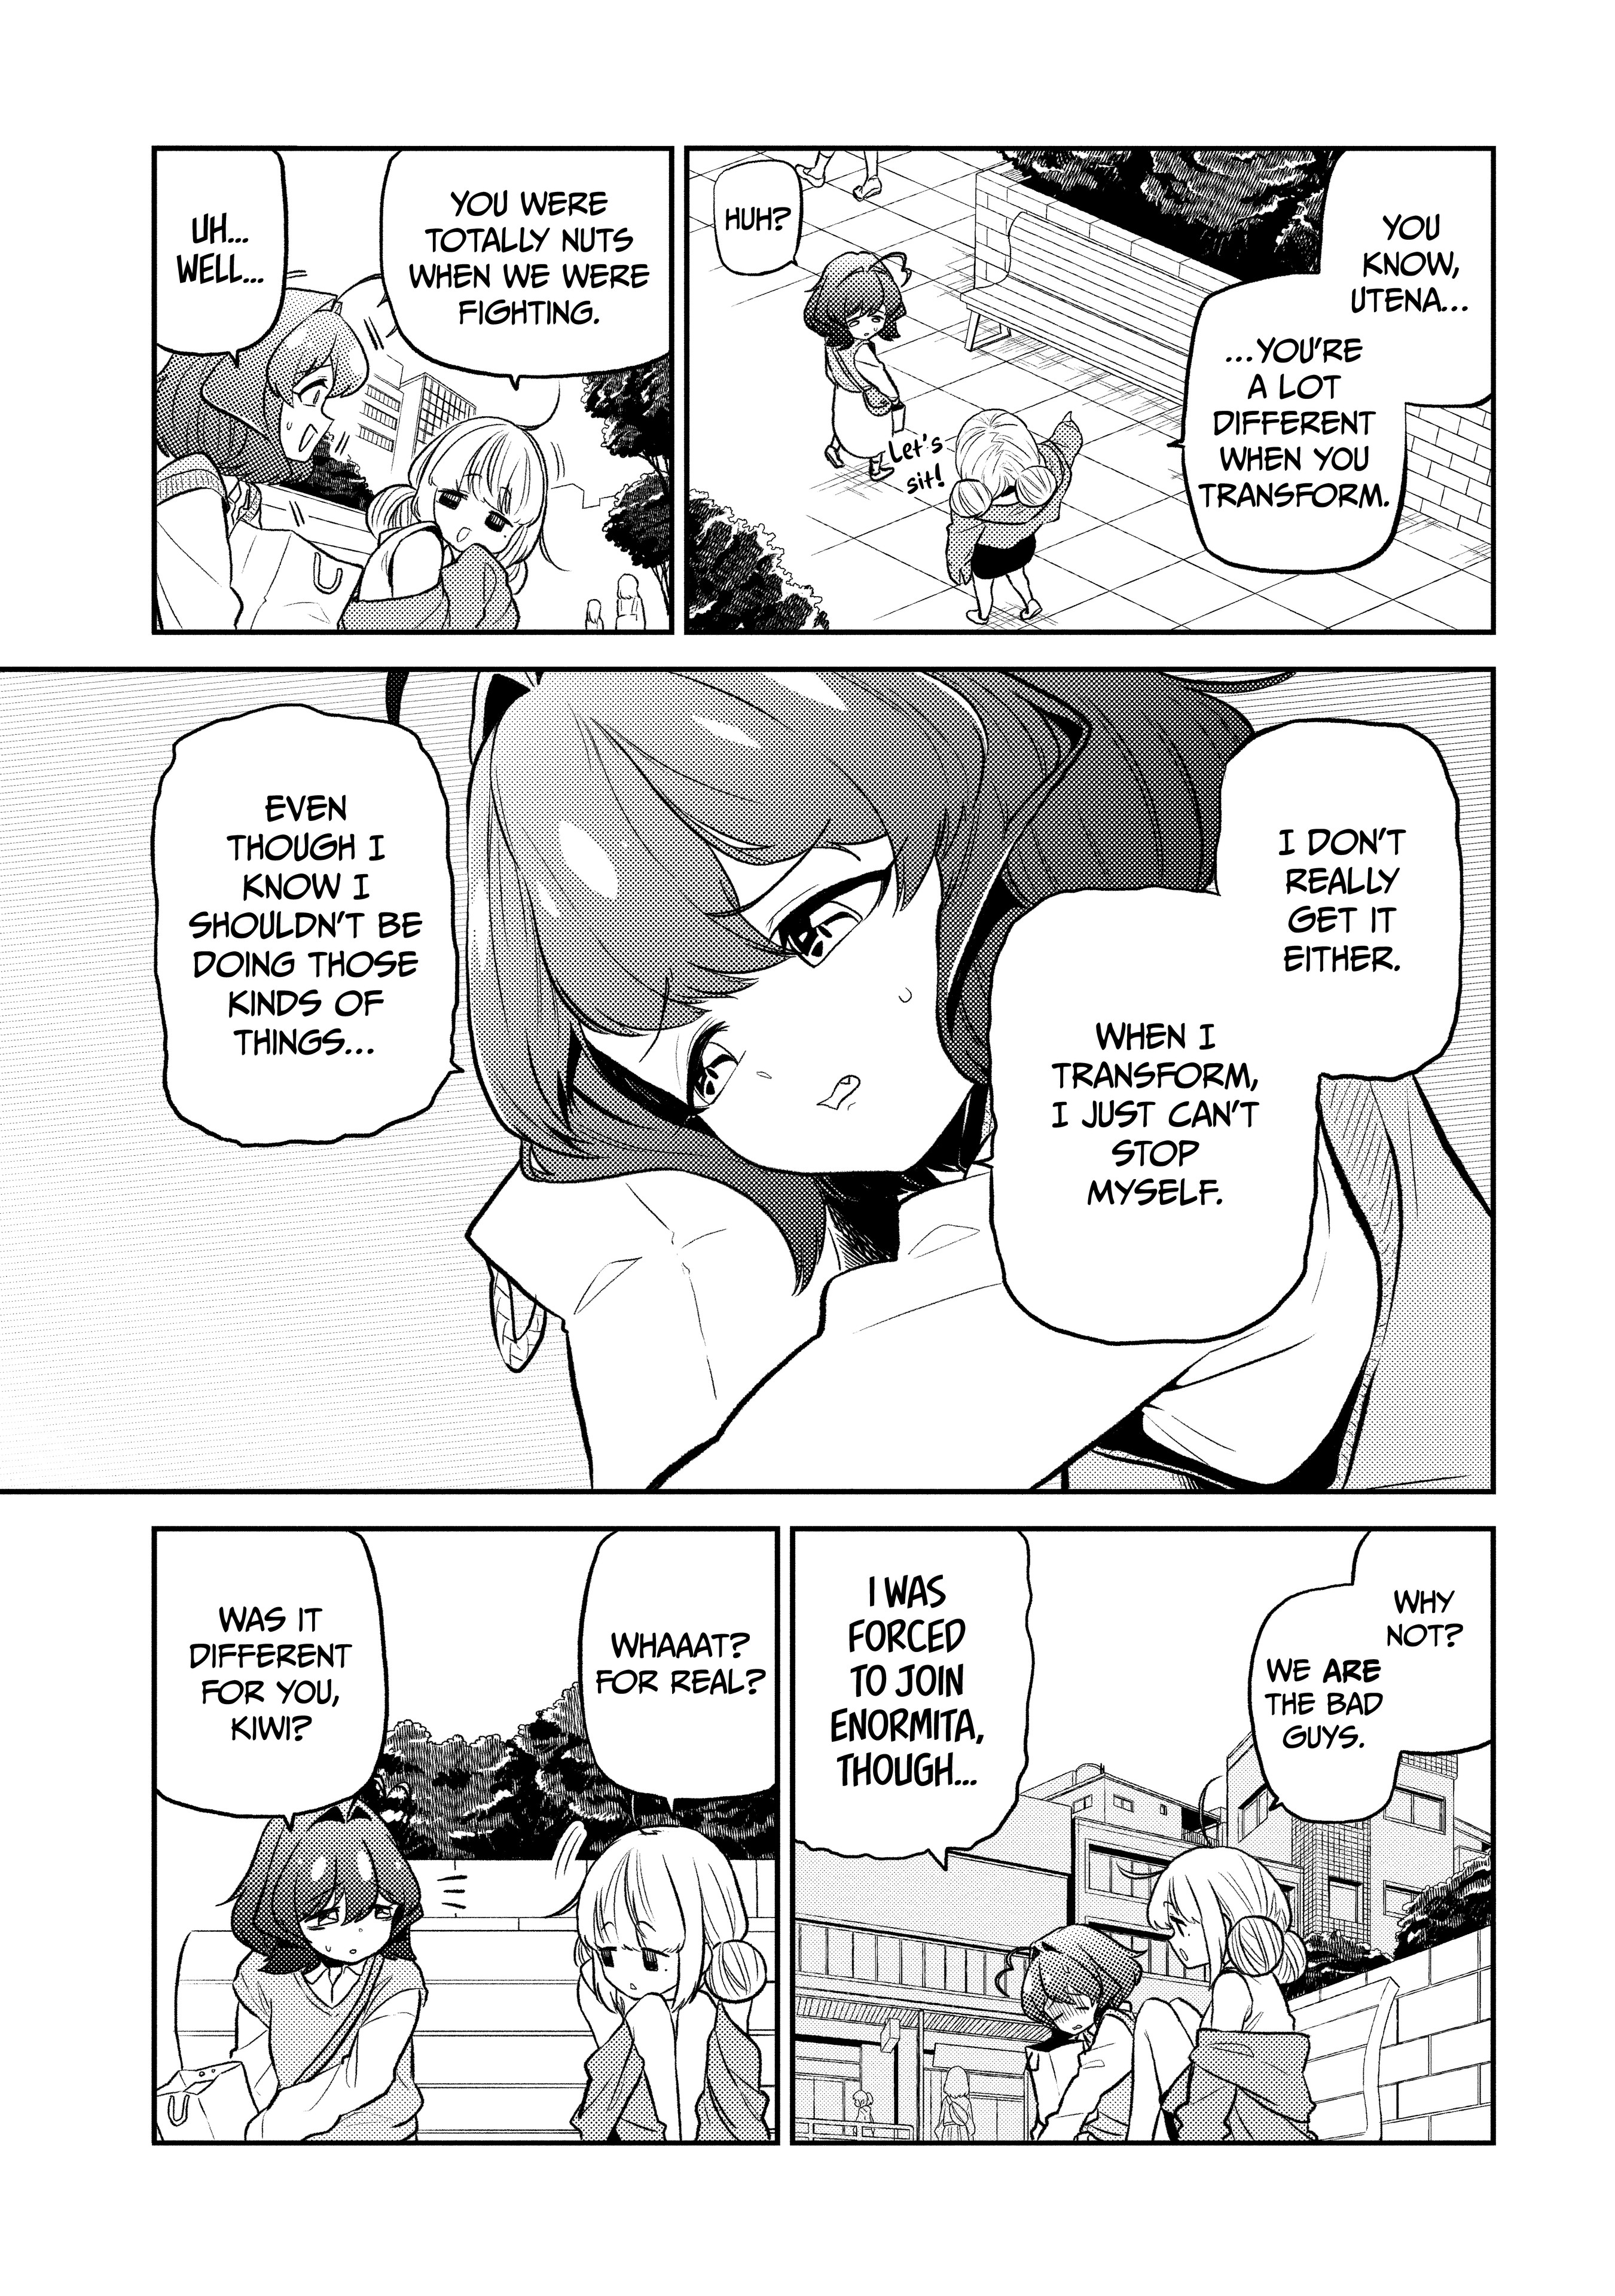 YOU
KNOW,
UTENA...
...YOU'RE
A LOT
DIFFERENT
WHEN YOU
TRANSFORM.
HUH?
Let's
sit!
YOU WERE
TOTALLY NUTS
WHEN WE WERE
FIGHTING.
UH...
WELL...
I DON'T
REALLY
GET IT
EITHER.
WHEN I
TRANSFORM,
I JUST CAN'T
STOP
MYSELF.
EVEN
THOUGH I
KNOW I
SHOULDN'T BE
DOING THOSE
KINDS OF
THINGS...
WHY
NOT?
WE ARE
THE BAD
GUYS.
I WAS
FORCED
TO JOIN
ENORMITA,
THOUGH...
WHAAAT?
FOR REAL?
WAS IT
DIFFERENT
FOR YOU,
KIWI?